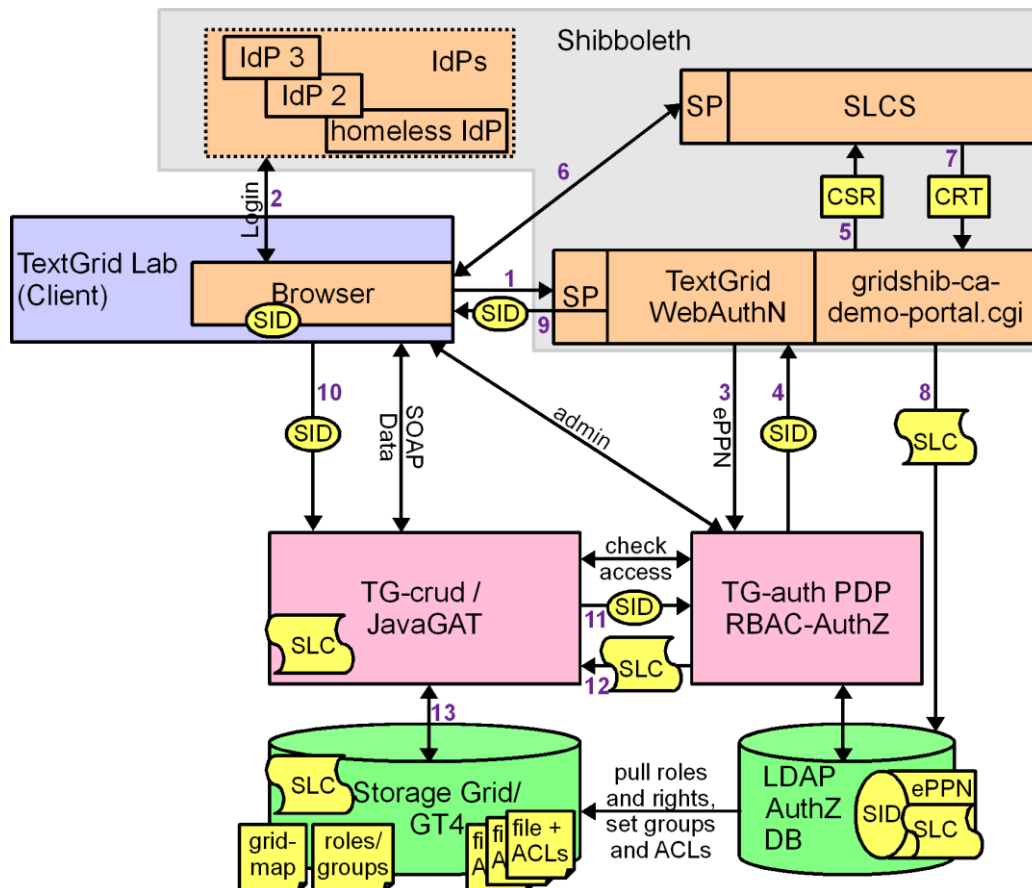 Shibboleth
IdP 3
IdPs
IdP 2
homeless IdP
SP
SLCS
6
7
CSR
CRT
5
Login
2
TextGrid Lab
(Client)
Browser
SID
1
SID
9
SP
TextGrid
WebAuthN
gridshib-ca-
demo-portal.cgi
10
SID
SOAP
Data
admin
3
ePPN
4
SID
8
SLC
TG-crud /
JavaGAT
SLC
check
access
11
SID
SLC
12
TG-auth PDP
RBAC-AuthZ
13
SLC
Storage Grid/
GT4
grid-
map
roles/
groups
fil
A
fi
A
file +
ACLs
pull roles
and rights,
set groups
and ACLs
LDAP
AuthZ
DB
SID
ePPN
SLC